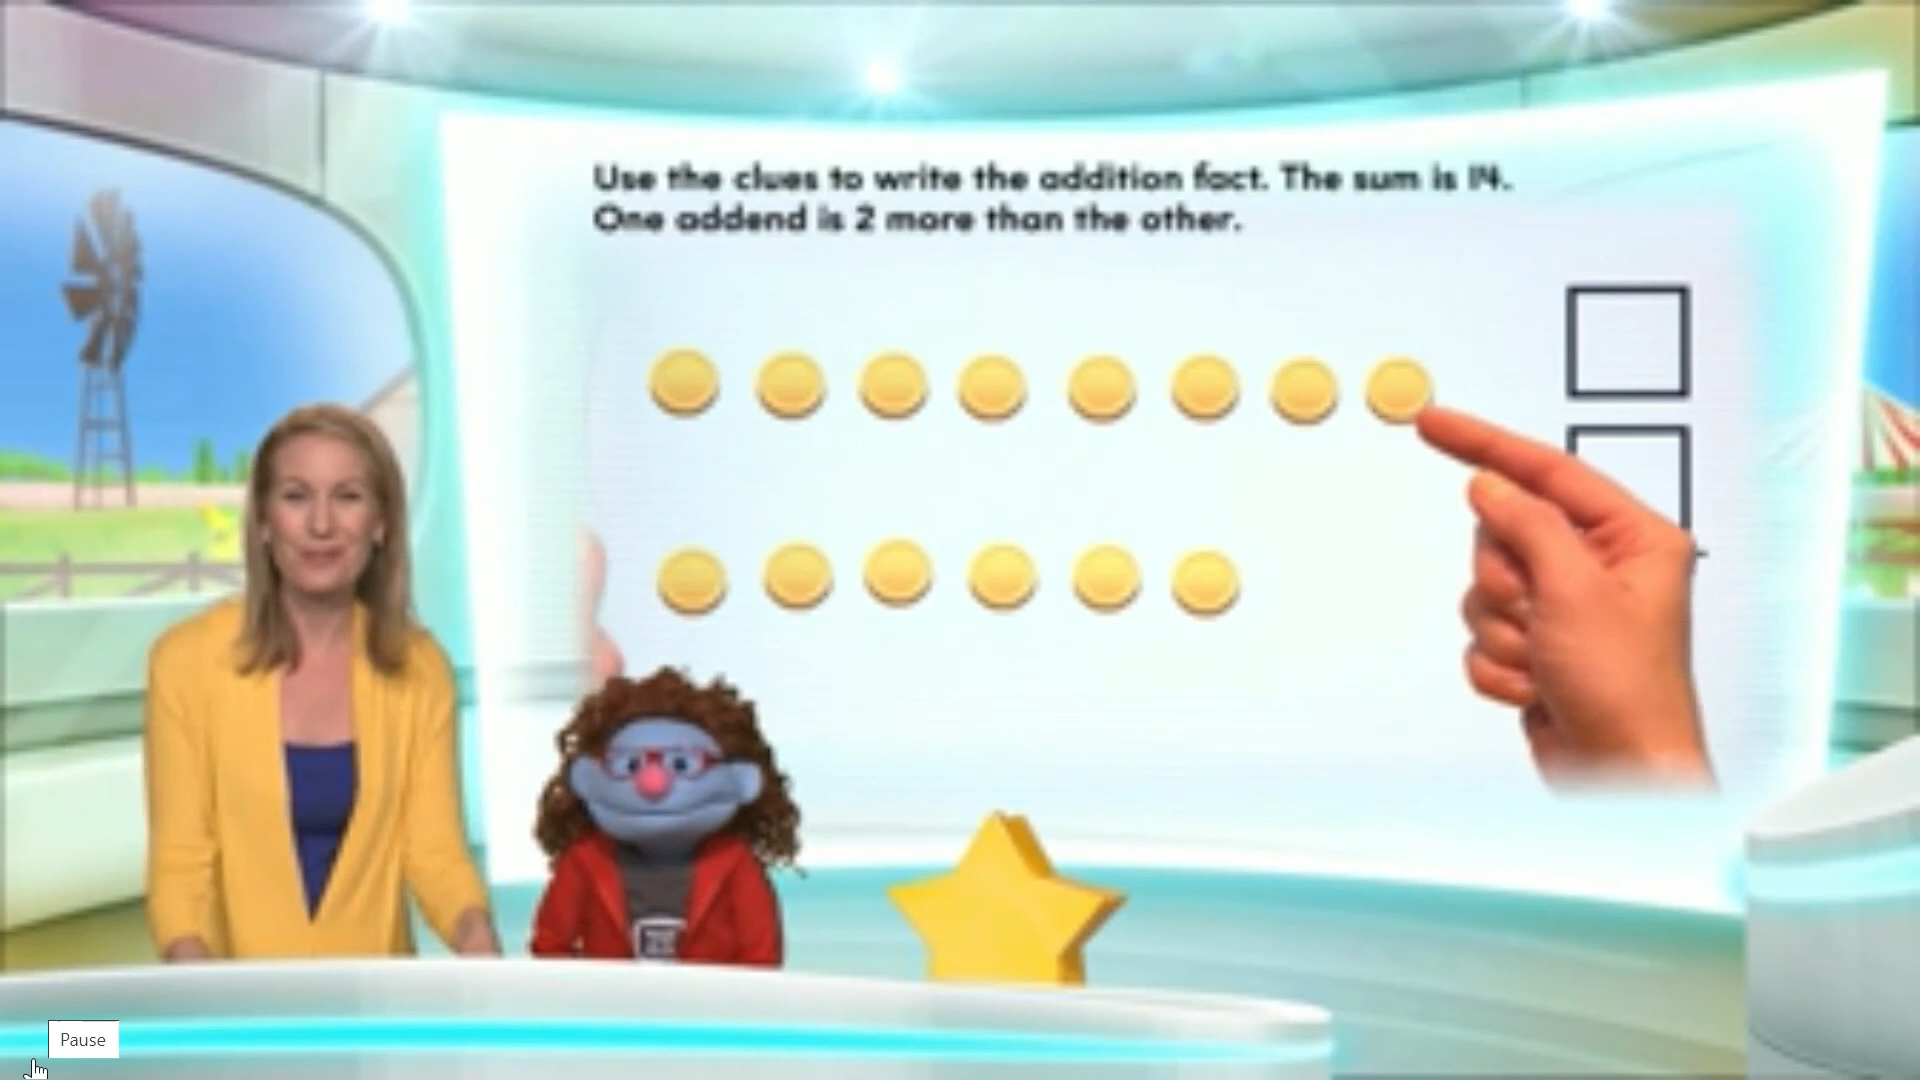 Use the clues to write the addition fact. The sum is 14.
One addend is 2 more than the other.
Pause